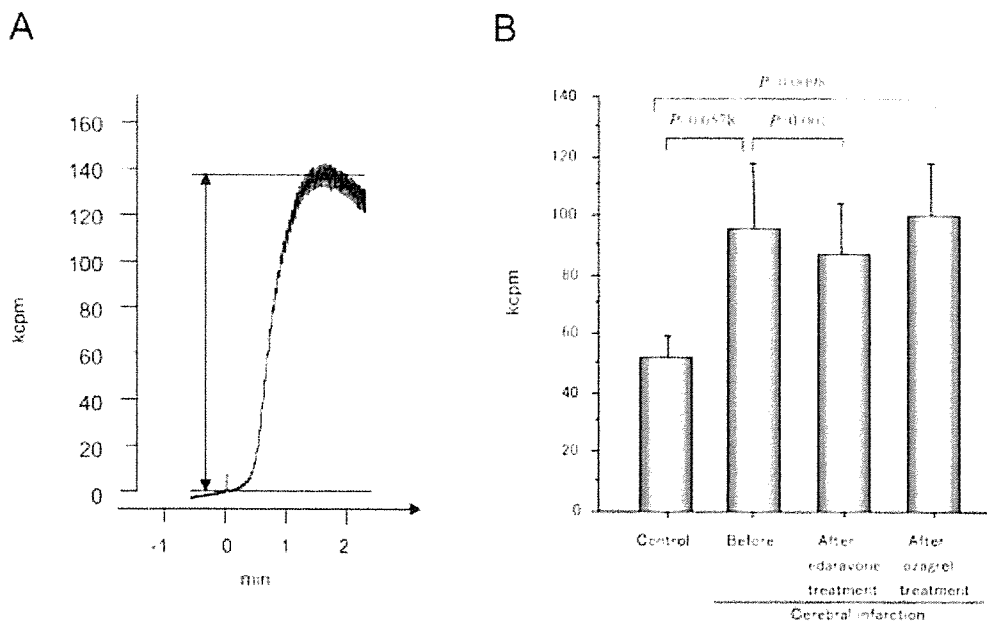 A
160
140
120
100
80
60
40
20
0
kcpm
-1 0 1 2
min
B
140
120
100
80
60
40
20
0
kcpm
Control Before After After
edaravone ozagrel
treatment treatment
Cerebral infarction